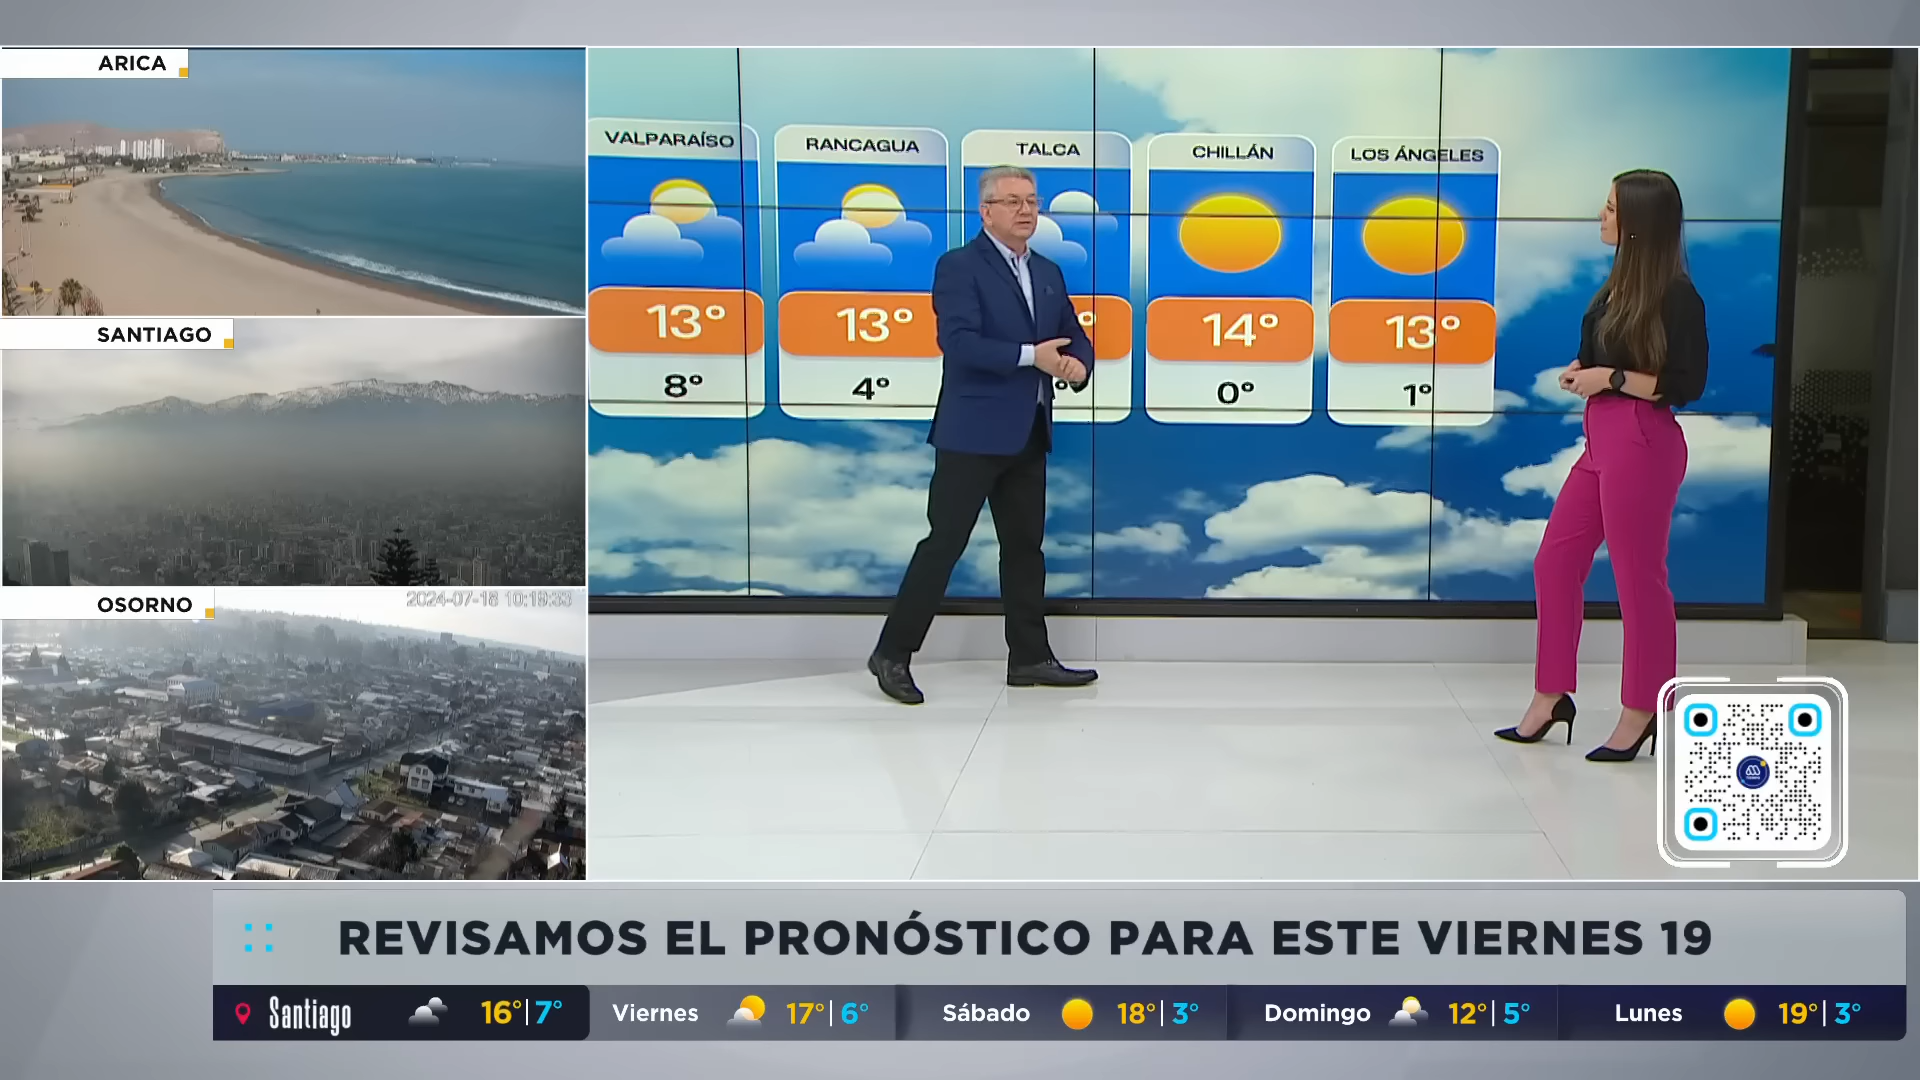 ARICA
SANTIAGO
OSORNO
2024-07-18 10:19:33
VALPARAÍSO
13°
8°
RANCAGUA
13°
4°
TALCA
°
°
CHILLÁN
14°
0°
LOS ÁNGELES
13°
1°
REVISAMOS EL PRONÓSTICO PARA ESTE VIERNES 19
Santiago 16°|7°
Viernes 17°|6°
Sábado 18°|3°
Domingo 12°|5°
Lunes 19°|3°